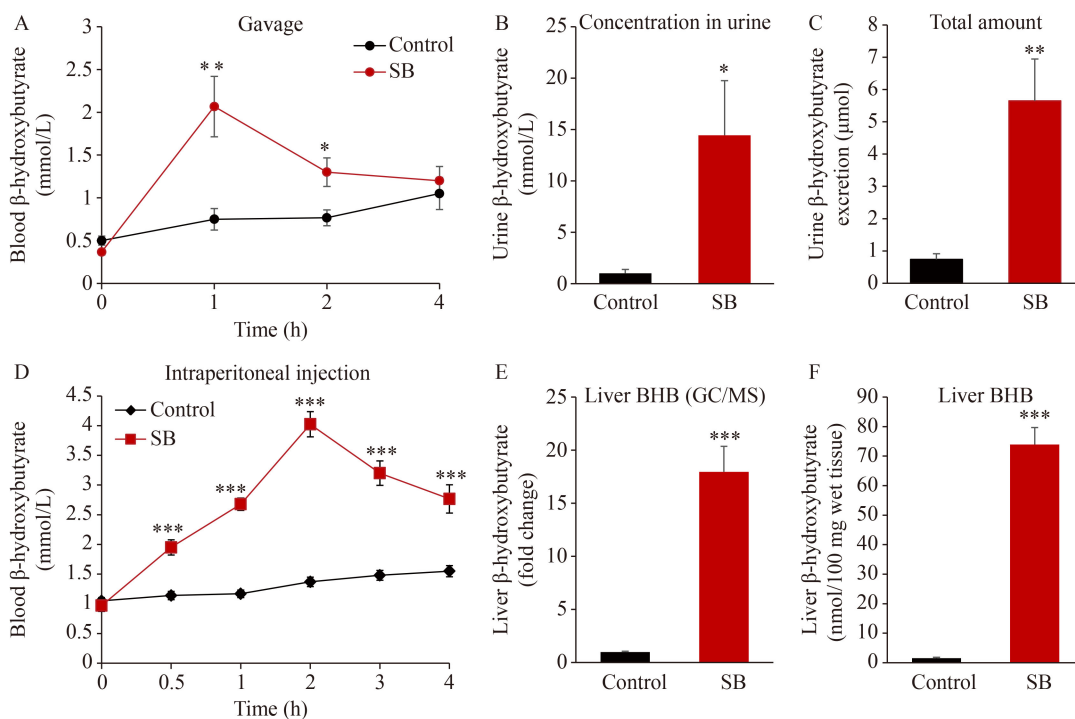 A
Gavage
Blood β-hydroxybutyrate
(mmol/L)
3
2.5
2
1.5
1
0.5
0
Control
SB
**
*
0 1 2 4
Time (h)
B
Concentration in urine
Urine β-hydroxybutyrate
(mmol/L)
25
20
15
10
5
0
*
Control SB
C
Total amount
Urine β-hydroxybutyrate
excretion (μmol)
8
7
6
5
4
3
2
1
0
**
Control SB
D
Intraperitoneal injection
Blood β-hydroxybutyrate
(mmol/L)
4.5
4
3.5
3
2.5
2
1.5
1
0.5
0
Control
SB
***
***
***
***
***
0 0.5 1 2 3 4
Time (h)
E
Liver BHB (GC/MS)
Liver β-hydroxybutyrate
(fold change)
25
20
15
10
5
0
***
Control SB
F
Liver BHB
Liver β-hydroxybutyrate
(nmol/100 mg wet tissue)
90
80
70
60
50
40
30
20
10
0
***
Control SB